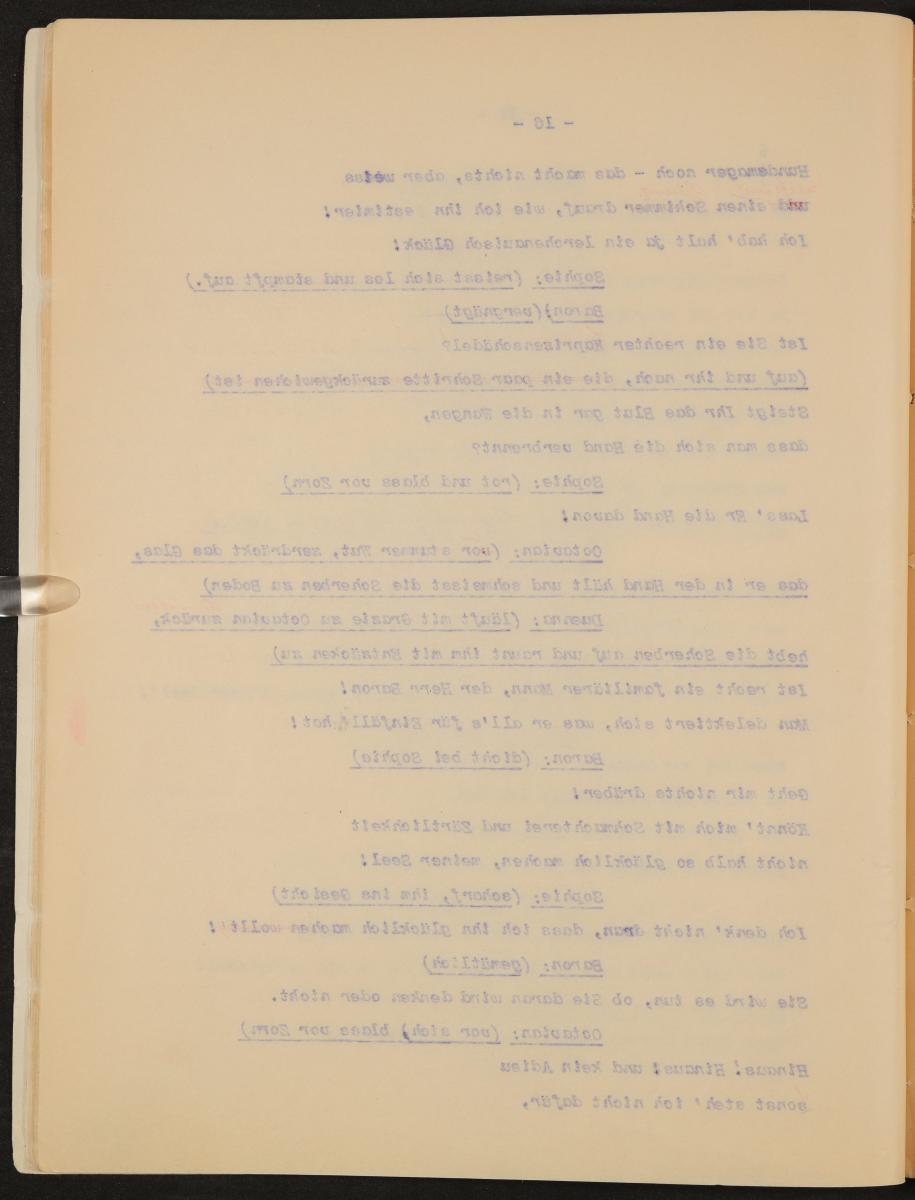 - 16 -
Hundsmager noch - das macht nichts, aber weiss
und einen Schimmer drauf, wie ich ihn estimier!
Ich hab' halt ja ein lerchenauisch Glück!
Sophie: (reisst sich los und stampft auf.)
Baron)(vergnügt)
Ist Sie ein rechter Kaprizenschädel?
(auf und ihr nach, die ein paar Schritte zurückgewichen ist)
Steigt Ihr das Blut gar in die Wangen,
dass man sich die Hand verbrennt?
Sophie: (rot und blass vor Zorn)
Lass' Er die Hand davon!
Octavian: (vor stummer Wut, zerdrückt das Glas,
das er in der Hand hält und schmeisst die Scherben zu Boden)
Duenna: (läuft mit Grazie zu Octavian zurück,
hebt die Scherben auf und raunt ihm mit Entzücken zu)
Ist recht ein familiärer Mann, der Herr Baron!
Man delektiert sich, was er all's für Einfäll' hat!
Baron: (dicht bei Sophie)
Geht mir nichts drüber!
Könnt' mich mit Schmachterei und Zärtlichkeit
nicht halb so glücklich machen, meiner Seel!
Sophie: (scharf, ihm ins Gesicht)
Ich denk' nicht dran, dass ich ihn glücklich machen wollt'!
Baron: (gemütlich)
Sie wird es tun, ob Sie daran wird denken oder nicht.
Octavian: (vor sich) blass vor Zorn)
Hinaus! Hinaus! und kein Adieu
sonst steh' ich nicht dafür,